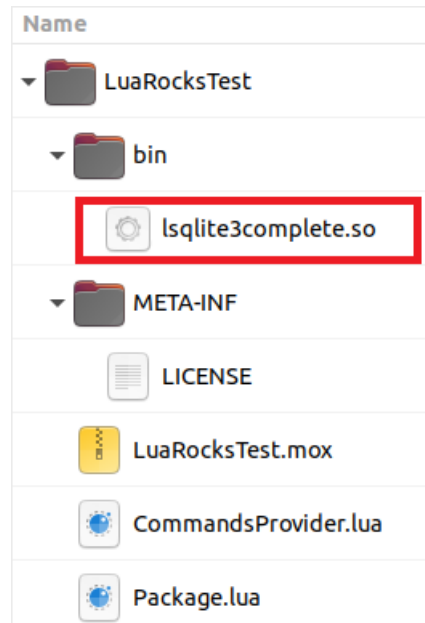 Name
LuaRocksTest
bin
lsqlite3complete.so
META-INF
LICENSE
LuaRocksTest.mox
CommandsProvider.lua
Package.lua